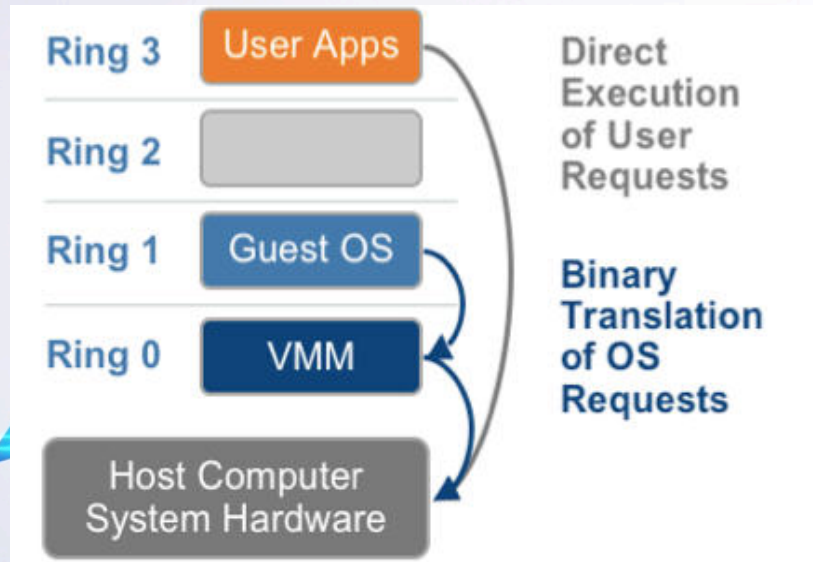 Ring 3
User Apps
Ring 2
Ring 1
Guest OS
Ring 0
VMM
Host Computer
System Hardware
Direct
Execution
of User
Requests
Binary
Translation
of OS
Requests